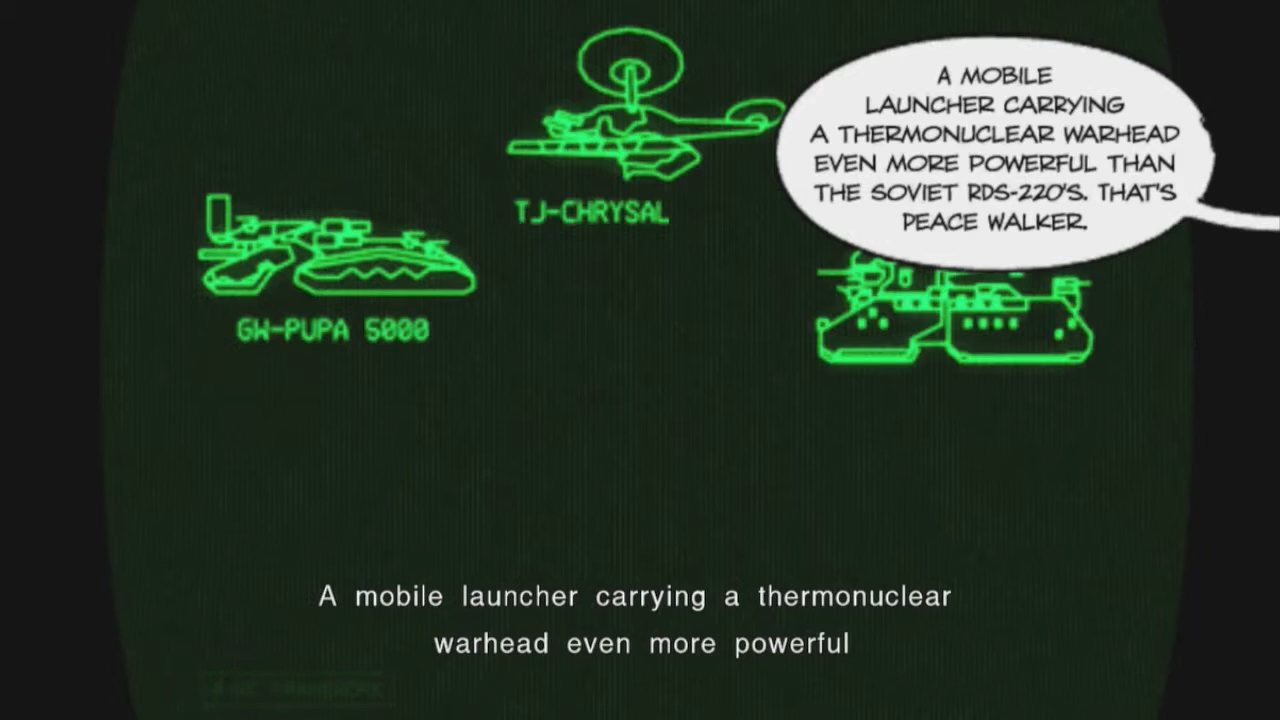 A MOBILE
LAUNCHER CARRYING
A THERMONUCLEAR WARHEAD
EVEN MORE POWERFUL THAN
THE SOVIET RDS-220'S. THAT'S
PEACE WALKER.
TJ-CHRYSAL
GW-PUPA 5000
A mobile launcher carrying a thermonuclear
warhead even more powerful